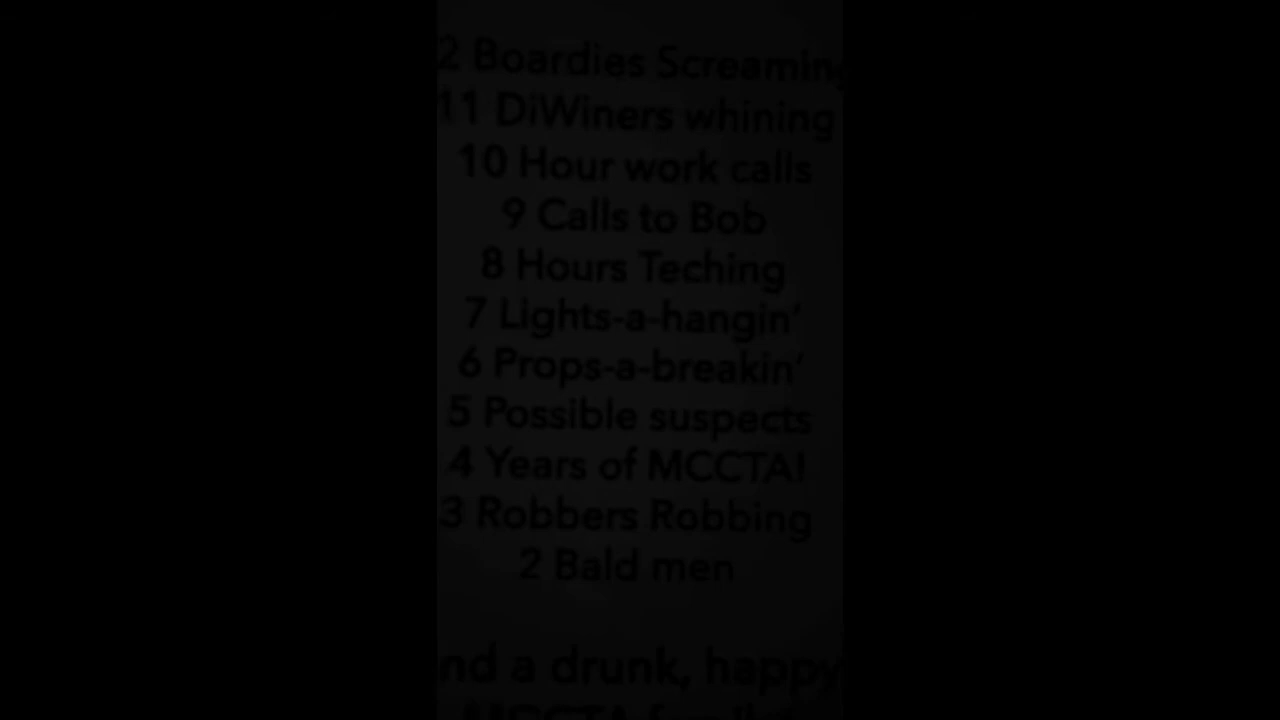 2 Boardies Screaming
11 DiWiners whining
10 Hour work calls
9 Calls to Bob
8 Hours Teching
7 Lights-a-hangin'
6 Props-a-breakin'
5 Possible suspects
4 Years of MCCTA!
3 Robbers Robbing
2 Bald men
nd a drunk, happy
MCCTA